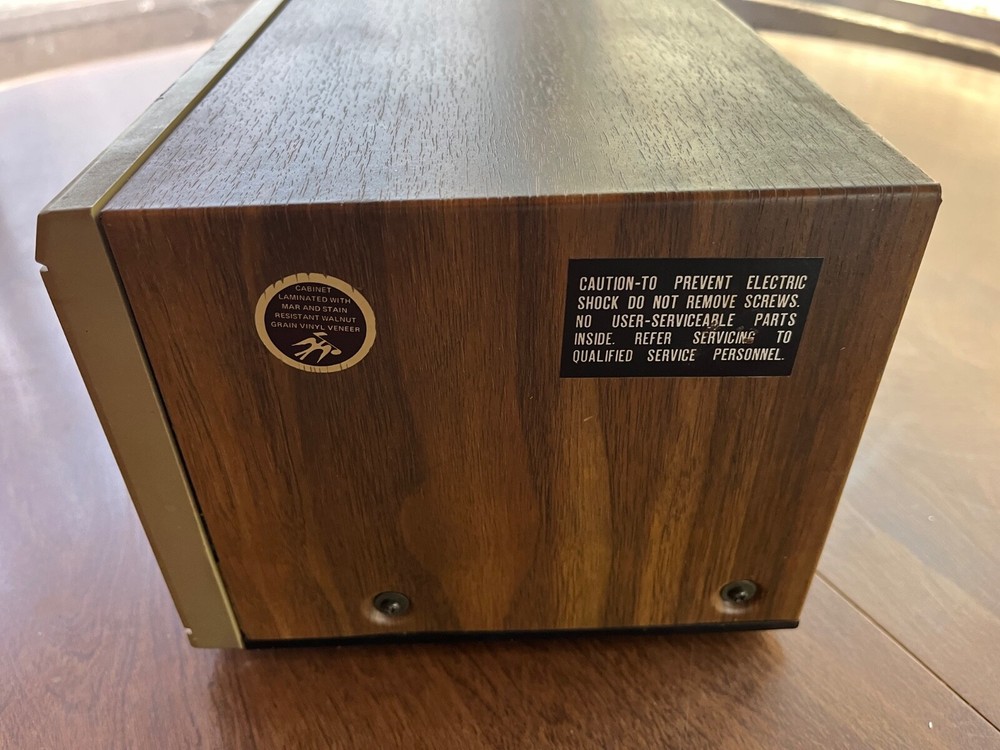 CABINET
LAMINATED WITH
MAR AND STAIN
RESISTANT WALNUT
GRAIN VINYL VENEER
CAUTION-TO PREVENT ELECTRIC
SHOCK DO NOT REMOVE SCREWS.
NO USER-SERVICEABLE PARTS
INSIDE. REFER SERVICING TO
QUALIFIED SERVICE PERSONNEL.